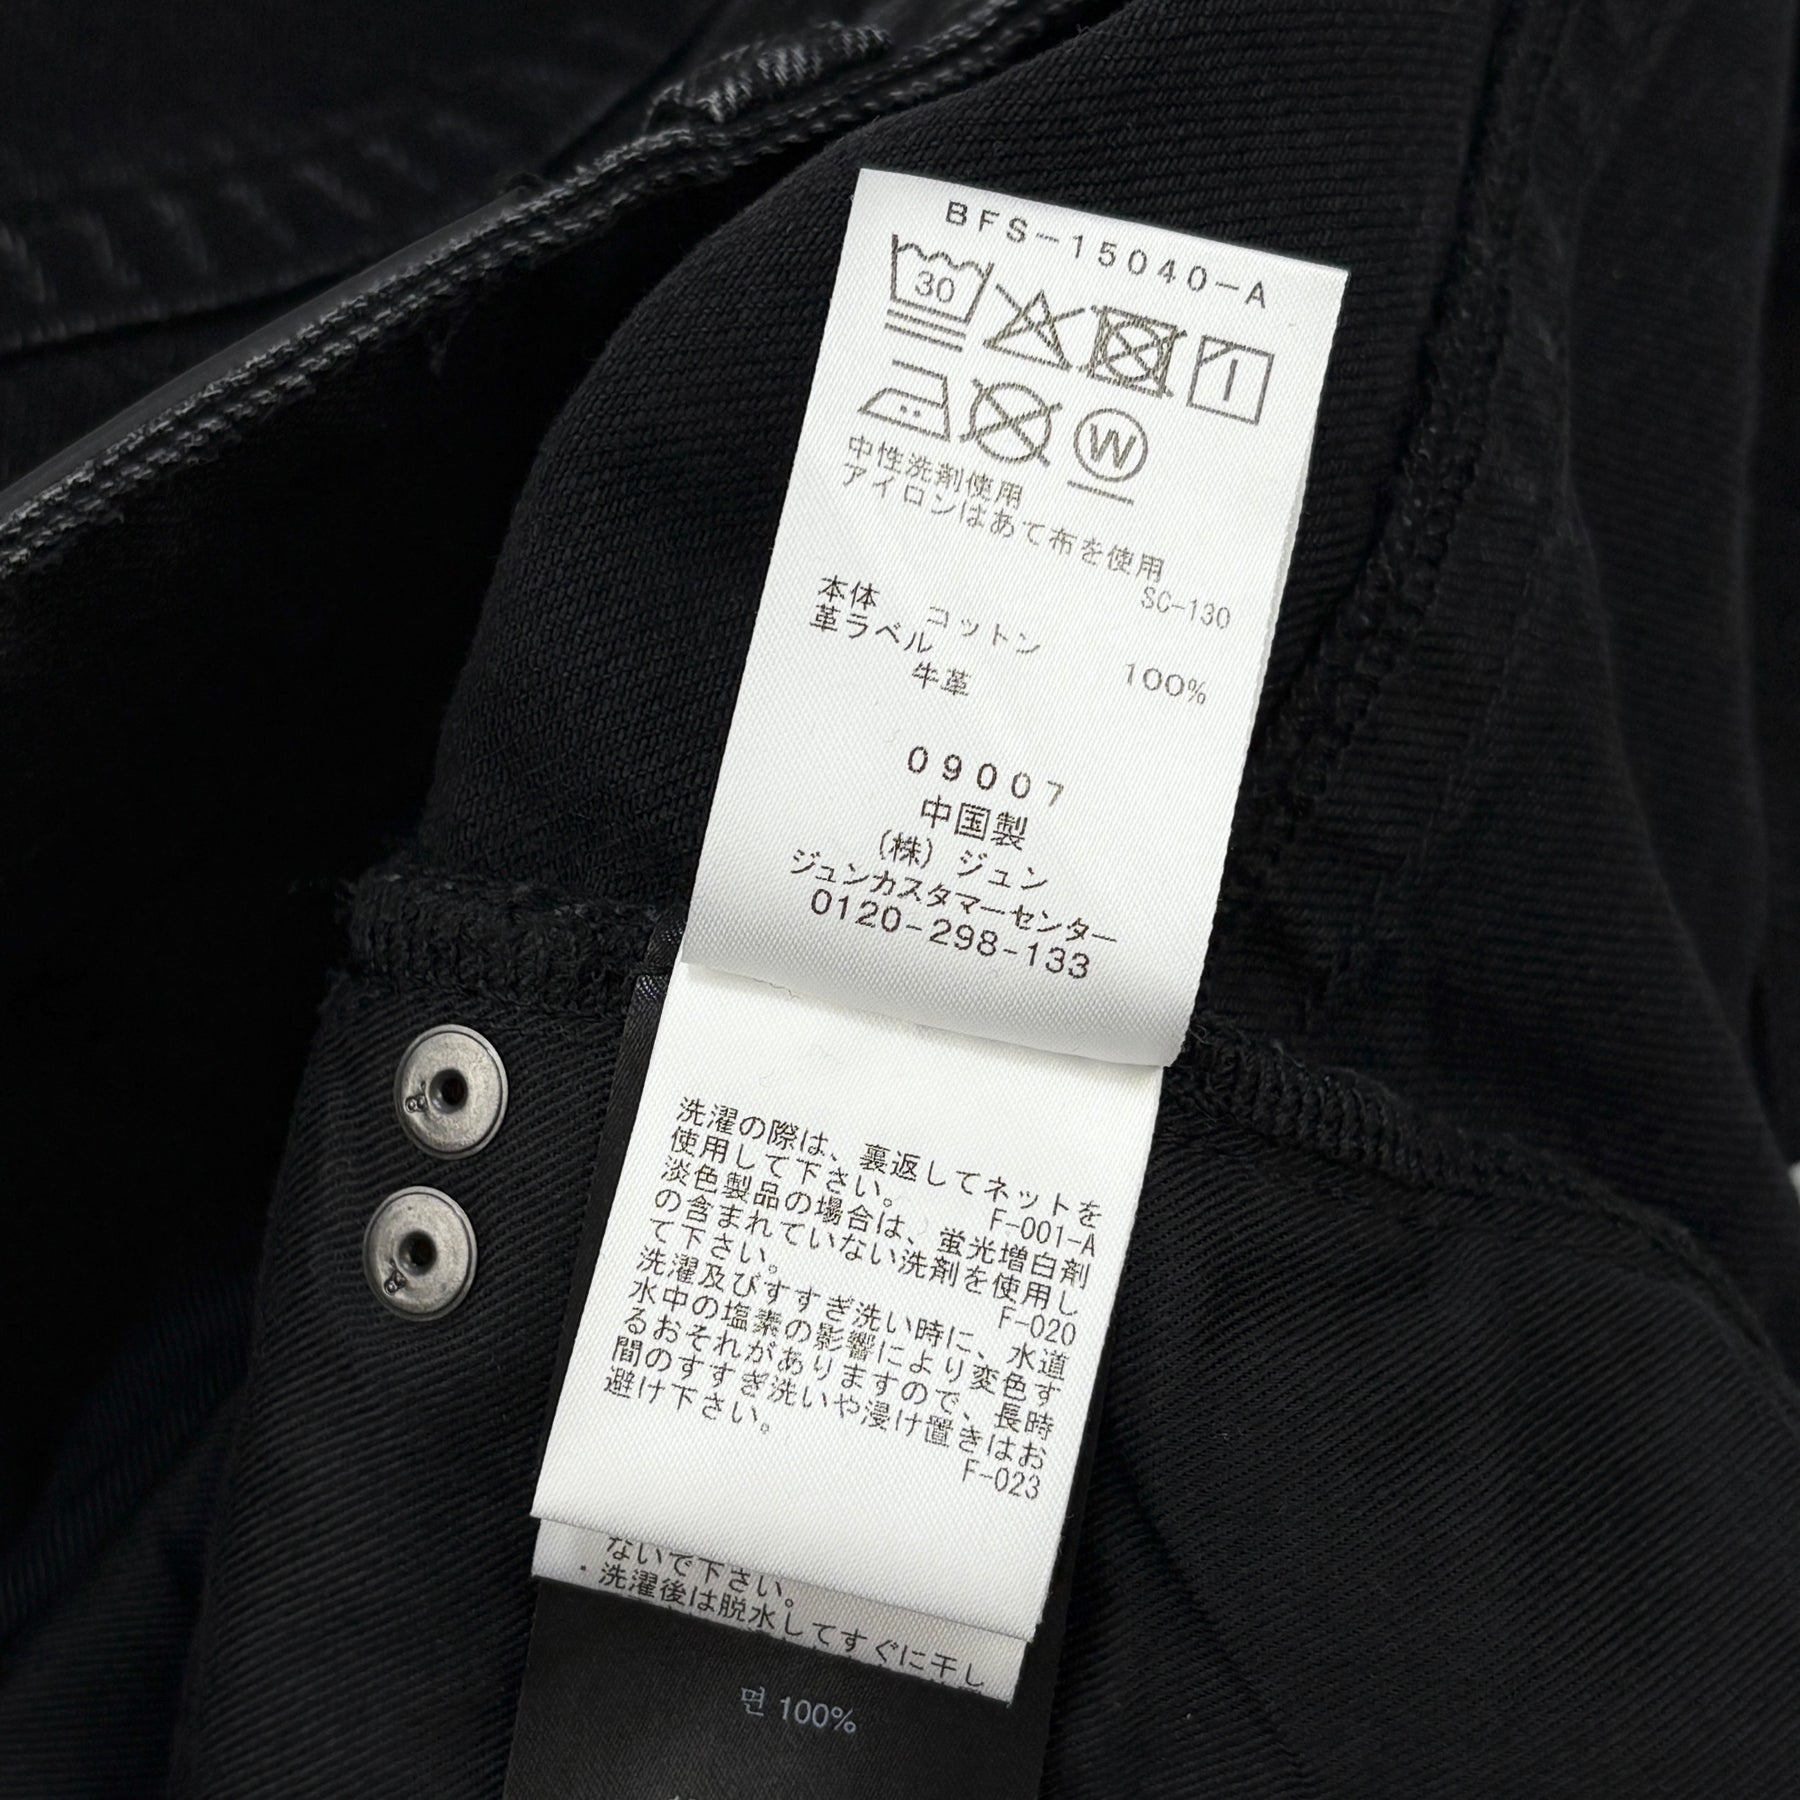 BFS-15040-A
30
W
中性洗剤使用
アイロンはあて布を使用
SC-130
本体 コットン 100%
革ラベル
牛革
09007
中国製
(株) ジュン
ジュンカスタマーセンター
0120-298-133
洗濯の際は、裏返してネットを
使用して下さい。
F-001-A
淡色製品の場合は、蛍光増白剤
の含まれていない洗剤を使用し
て下さい。
F-020
洗濯及びすすぎ洗い時に、水道
水中の塩素の影響により変色す
るおそれがありますので、長時
間のすすぎ洗いや浸け置きはお
避け下さい。
F-023
ないで下さい。
・洗濯後は脱水してすぐに干し
면 100%